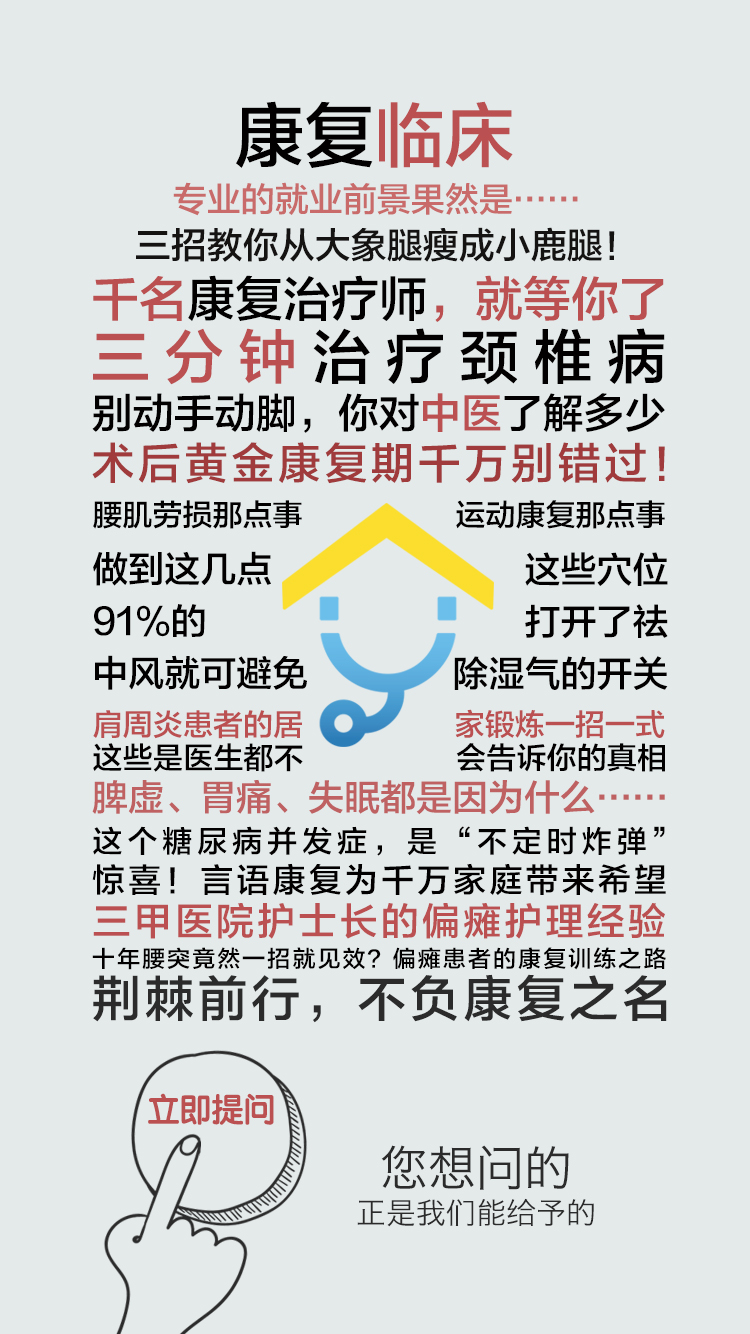 康复临床
专业的就业前景果然是……
三招教你从大象腿瘦成小鹿腿！
千名康复治疗师，就等你了
三分钟治疗颈椎病
别动手动脚，你对中医了解多少
术后黄金康复期千万别错过！
腰肌劳损那点事 运动康复那点事
做到这几点 这些穴位
91%的 打开了祛
中风就可避免 除湿气的开关
肩周炎患者的居 家锻炼一招一式
这些是医生都不 会告诉你的真相
脾虚、胃痛、失眠都是因为什么……
这个糖尿病并发症，是“不定时炸弹”
惊喜！言语康复为千万家庭带来希望
三甲医院护士长的偏瘫护理经验
十年腰突竟然一招就见效？偏瘫患者的康复训练之路
荆棘前行，不负康复之名
立即提问
您想问的
正是我们能给予的